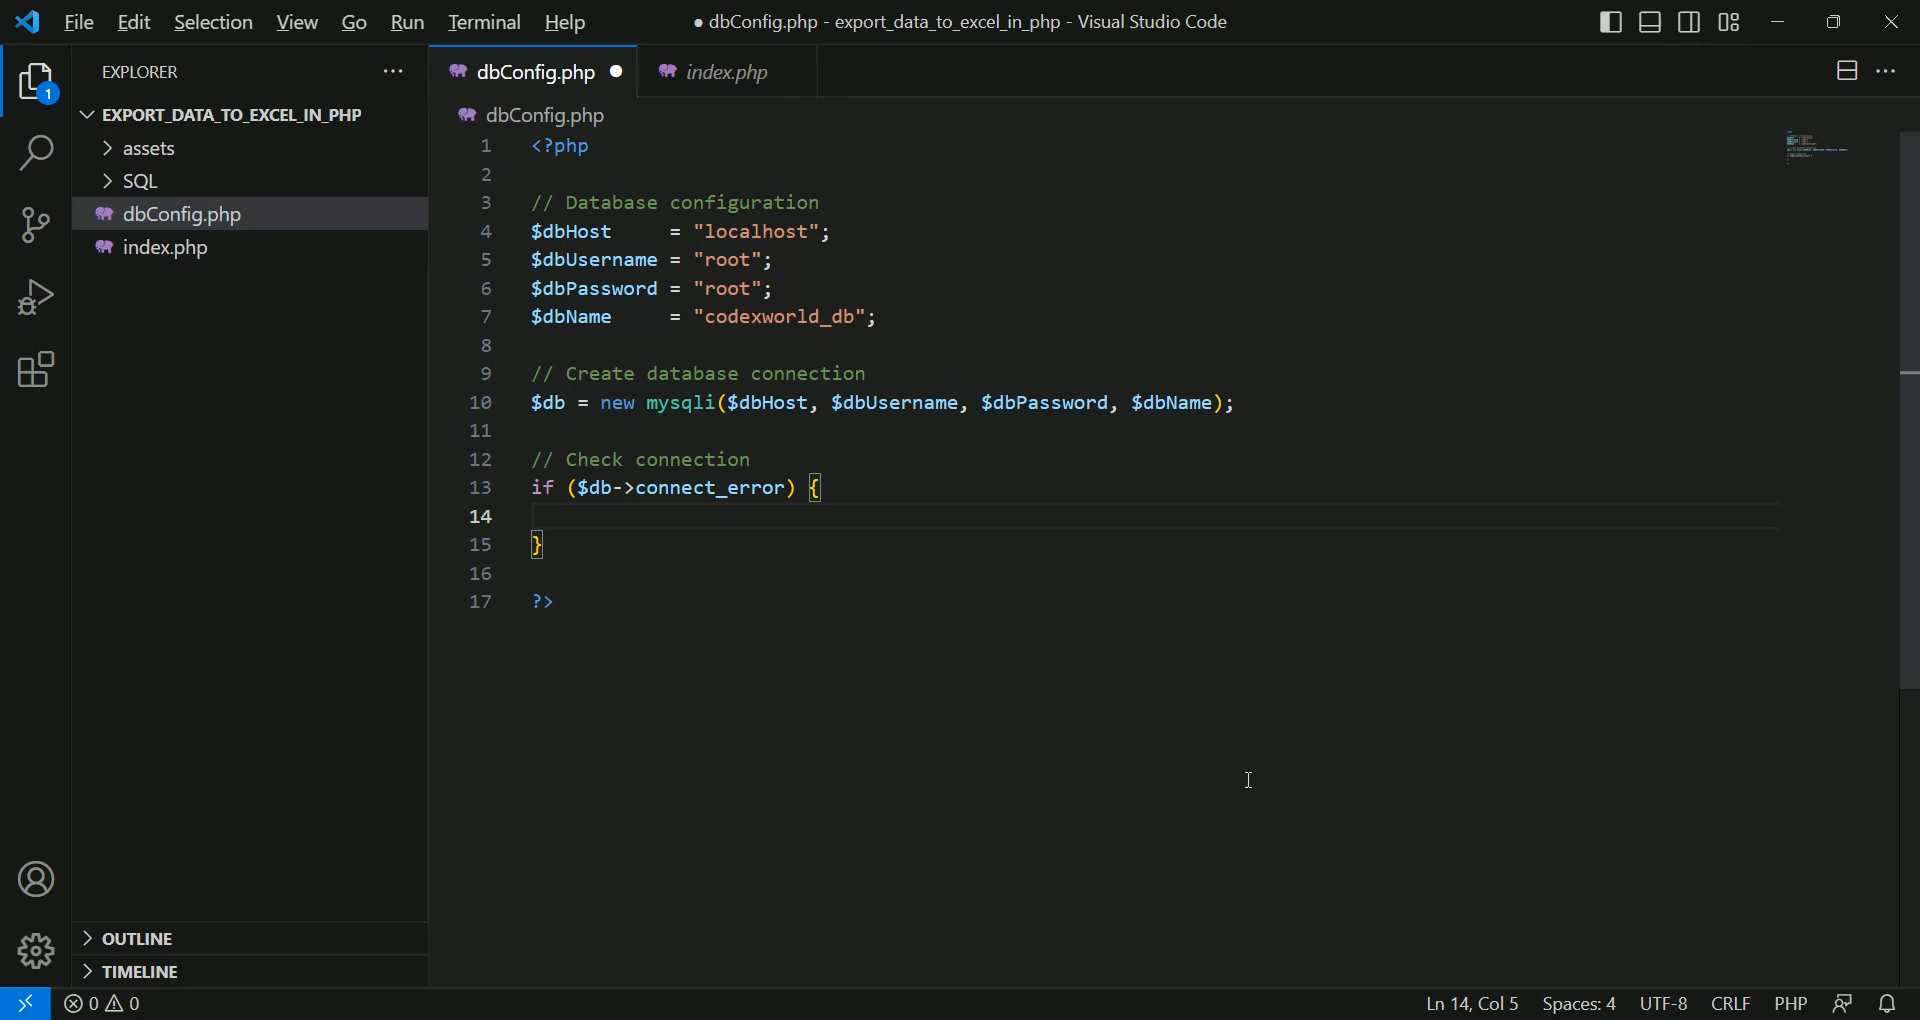 File Edit Selection View Go Run Terminal Help
● dbConfig.php - export_data_to_excel_in_php - Visual Studio Code
EXPLORER
1
EXPORT_DATA_TO_EXCEL_IN_PHP
assets
SQL
dbConfig.php
index.php
OUTLINE
TIMELINE
dbConfig.php ● index.php
dbConfig.php
1 <?php
2
3 // Database configuration
4 $dbHost     = "localhost";
5 $dbUsername = "root";
6 $dbPassword = "root";
7 $dbName     = "codexworld_db";
8
9 // Create database connection
10 $db = new mysqli($dbHost, $dbUsername, $dbPassword, $dbName);
11
12 // Check connection
13 if ($db->connect_error) {
14
15 }
16
17 ?>
0 0 Ln 14, Col 5 Spaces: 4 UTF-8 CRLF PHP